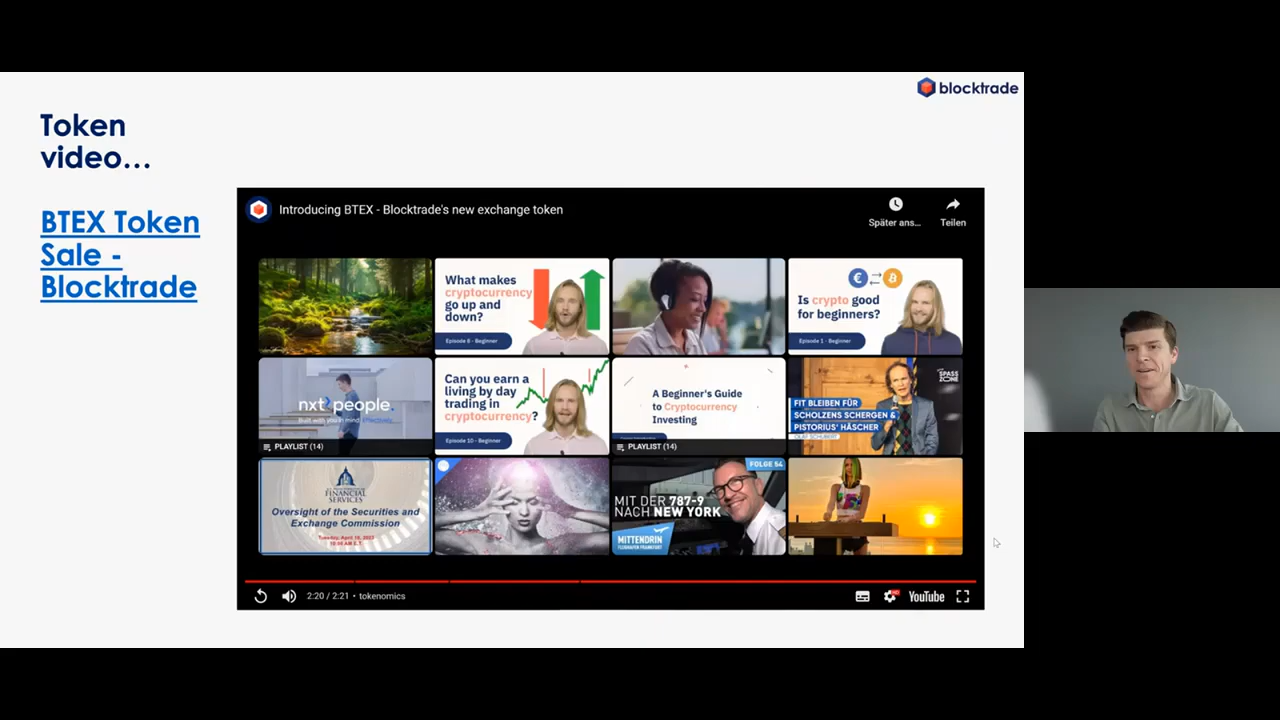 blocktrade
Token
video...
BTEX Token
Sale -
Blocktrade
Introducing BTEX - Blocktrade's new exchange token
Später ans...
Teilen
What makes
cryptocurrency
go up and
down?
Episode 8 - Beginner
Is crypto good
for beginners?
Episode 1 - Beginner
nxt people.
PLAYLIST (14)
Can you earn a
living by day
trading in
cryptocurrency?
Episode 10 - Beginner
A Beginner's Guide
to Cryptocurrency
Investing
PLAYLIST (14)
SPASS
ZONE
FIT BLEIBEN FÜR
SCHOLZENS SCHERGEN &
PISTORIUS' HÄSCHER
OLAF SCHUBERT
FINANCIAL
SERVICES
Oversight of the Securities and
Exchange Commission
FOLGE 54
MIT DER 787-9
NACH NEW YORK
MITTENDRIN
FLUGHAFEN FRANKFURT
2:20 / 2:21 • tokenomics
YouTube